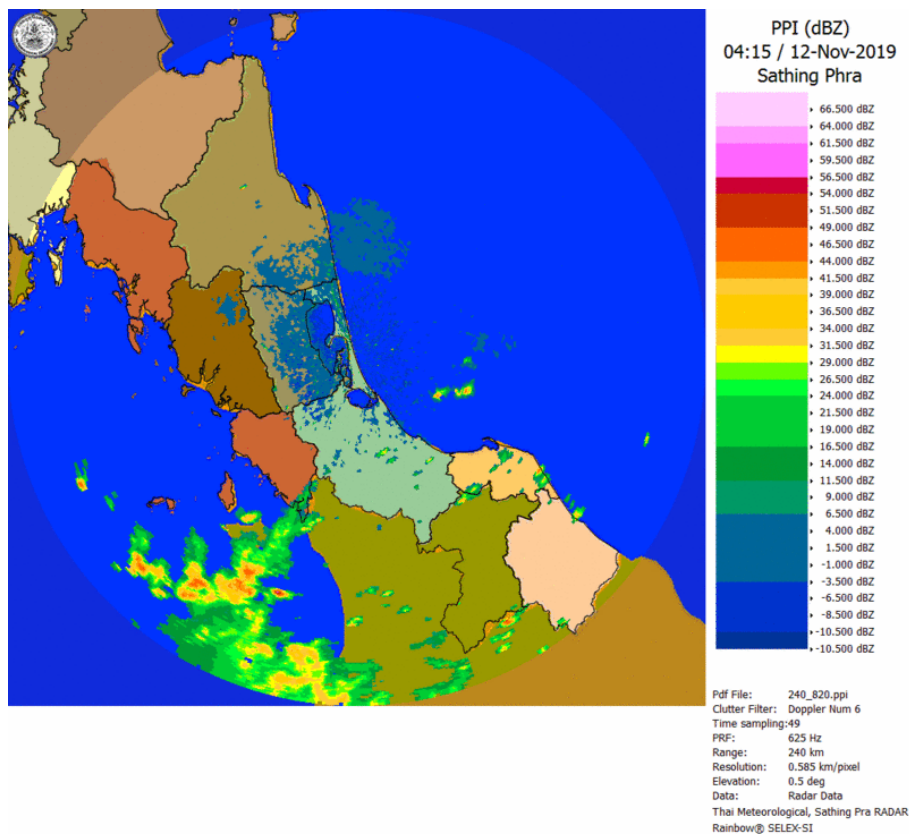 PPI (dBZ)
04:15 / 12-Nov-2019
Sathing Phra
66.500 dBZ
64.000 dBZ
61.500 dBZ
59.500 dBZ
56.500 dBZ
54.000 dBZ
51.500 dBZ
49.000 dBZ
46.500 dBZ
44.000 dBZ
41.500 dBZ
39.000 dBZ
36.500 dBZ
34.000 dBZ
31.500 dBZ
29.000 dBZ
26.500 dBZ
24.000 dBZ
21.500 dBZ
19.000 dBZ
16.500 dBZ
14.000 dBZ
11.500 dBZ
9.000 dBZ
6.500 dBZ
4.000 dBZ
1.500 dBZ
-1.000 dBZ
-3.500 dBZ
-6.500 dBZ
-8.500 dBZ
-10.500 dBZ
-10.500 dBZ
Pdf File: 240_820.ppi
Clutter Filter: Doppler Num 6
Time sampling:49
PRF: 625 Hz
Range: 240 km
Resolution: 0.585 km/pixel
Elevation: 0.5 deg
Data: Radar Data
Thai Meteorological, Sathing Pra RADAR
Rainbow® SELEX-SI